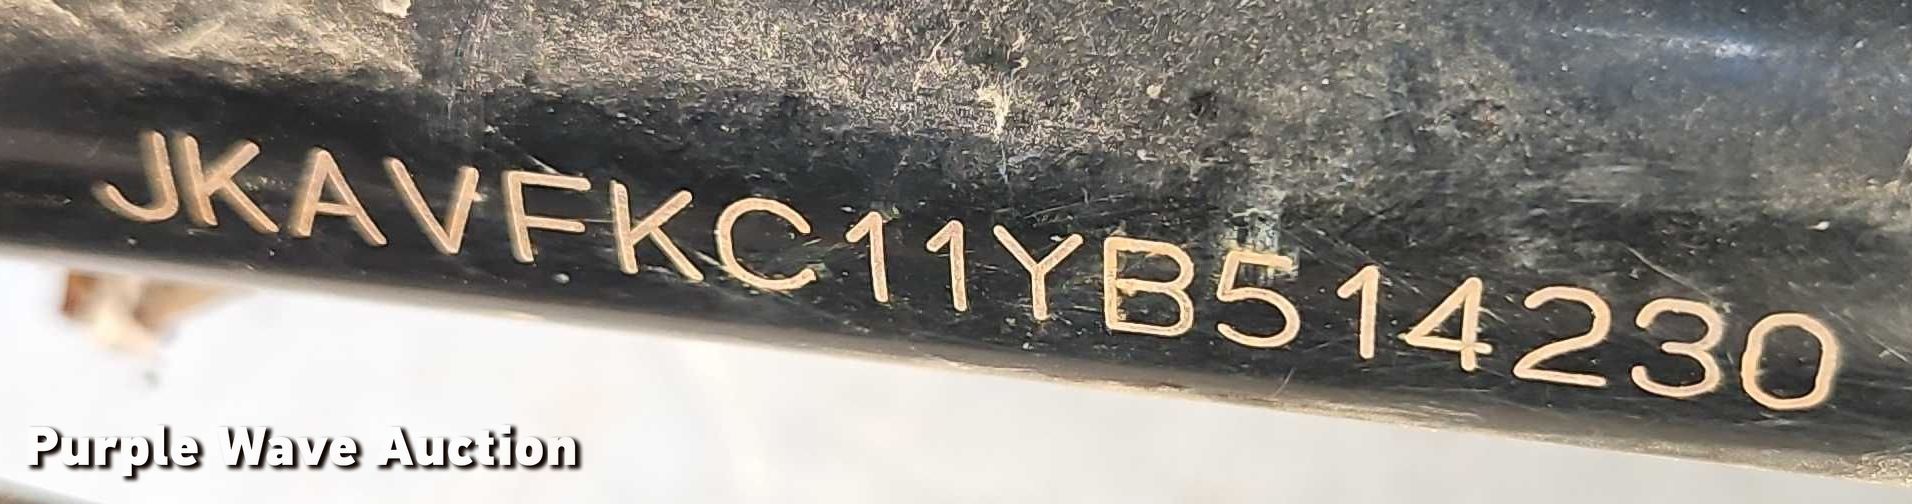 JKAVFKC11YB514230
Purple Wave Auction